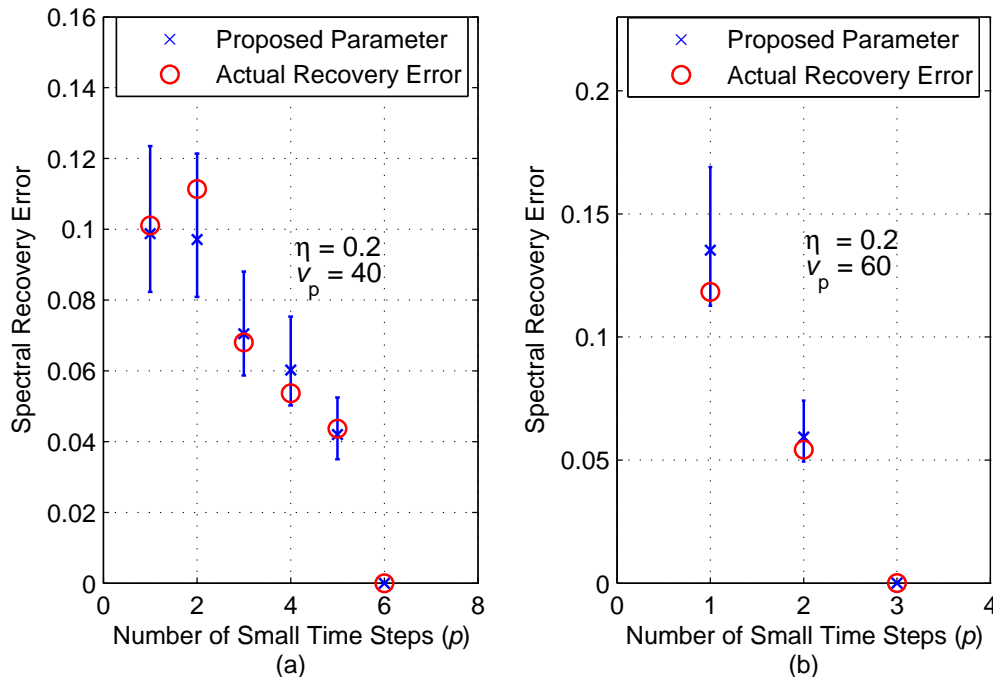 Proposed Parameter
Actual Recovery Error
0.16
0.14
0.12
0.1
0.08
0.06
0.04
0.02
0
Spectral Recovery Error
η = 0.2
v_p = 40
0 2 4 6 8
Number of Small Time Steps (p)
(a)
Proposed Parameter
Actual Recovery Error
0.2
0.15
0.1
0.05
0
Spectral Recovery Error
η = 0.2
v_p = 60
0 1 2 3 4
Number of Small Time Steps (p)
(b)